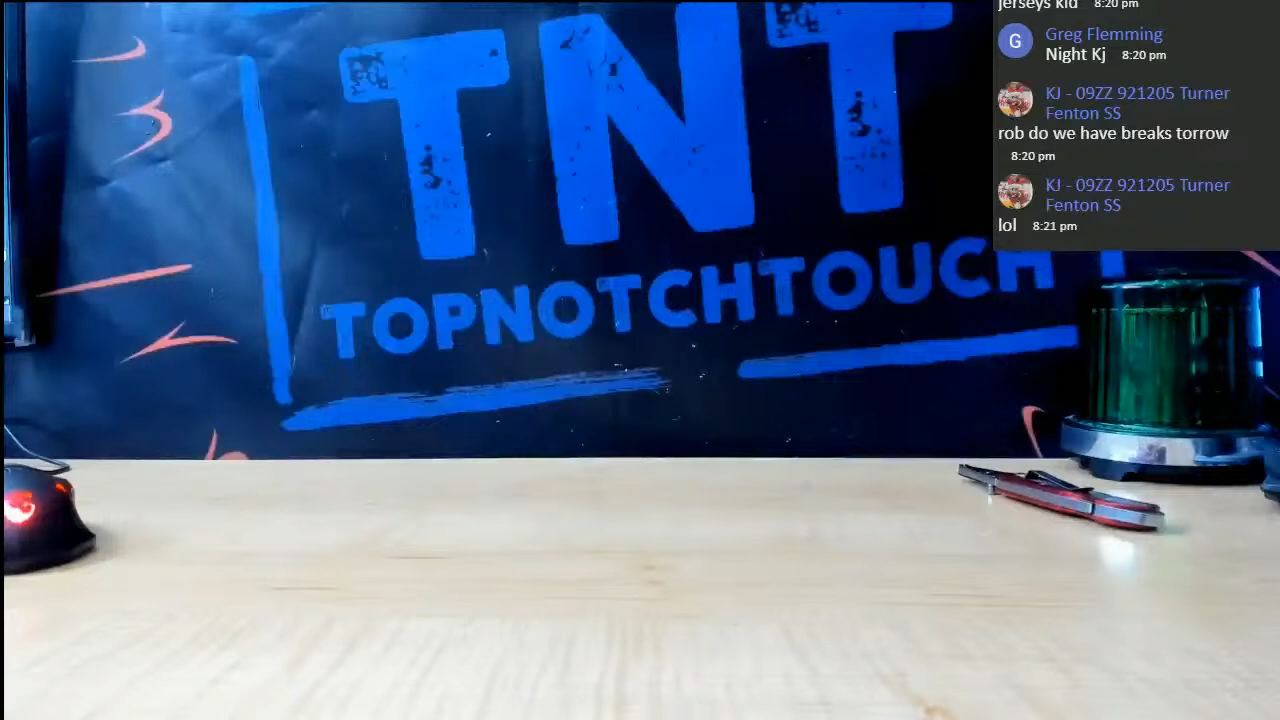 jerseys kid 8:20 pm
Greg Flemming
Night Kj 8:20 pm
KJ - 09ZZ 921205 Turner
Fenton SS
rob do we have breaks torrow
8:20 pm
KJ - 09ZZ 921205 Turner
Fenton SS
lol 8:21 pm
G
TNT
TOPNOTCHTOUCH